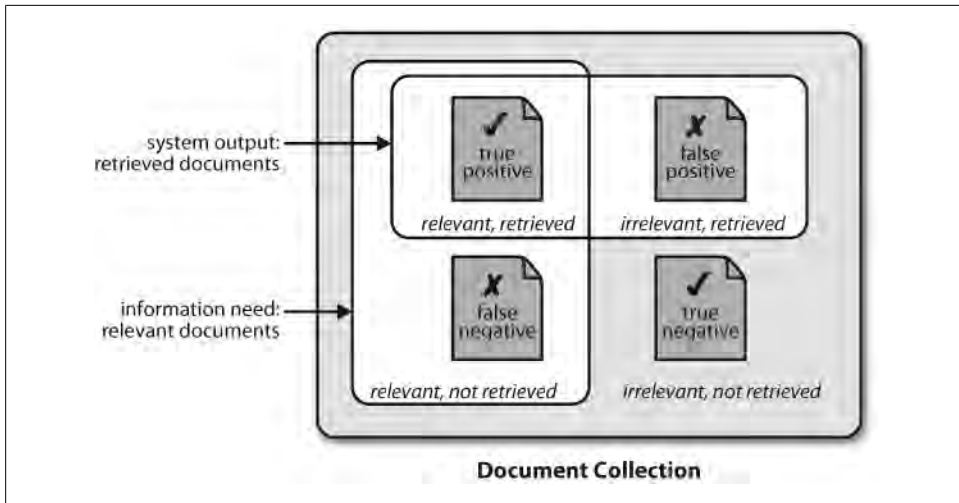 ✓
true
positive
relevant, retrieved
✗
false
positive
irrelevant, retrieved
system output:
retrieved documents
✗
false
negative
relevant, not retrieved
✓
true
negative
irrelevant, not retrieved
information need:
relevant documents
Document Collection